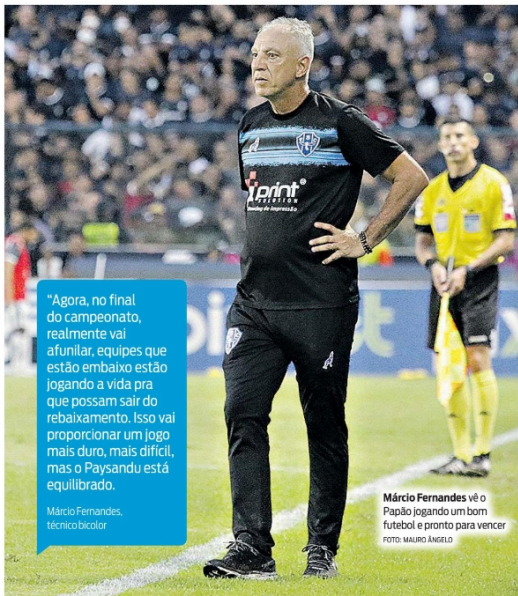 iprint
SOLUTION
“Agora, no final
do campeonato,
realmente vai
afunilar, equipes que
estão embaixo estão
jogando a vida pra
que possam sair do
rebaixamento. Isso vai
proporcionar um jogo
mais duro, mais difícil,
mas o Paysandu está
equilibrado.
Márcio Fernandes,
técnico bicolor
Márcio Fernandes vê o
Papão jogando um bom
futebol e pronto para vencer
FOTO: MAURO ÂNGELO